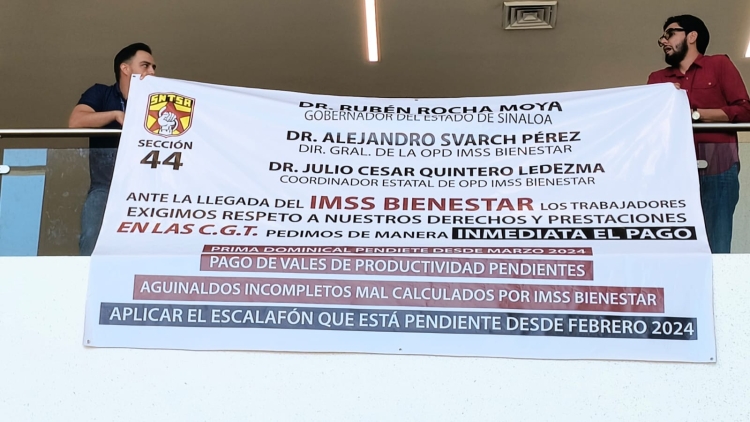 SNTSA
SECCIÓN
44
DR. RUBÉN ROCHA MOYA
GOBERNADOR DEL ESTADO DE SINALOA
DR. ALEJANDRO SVARCH PÉREZ
DIR. GRAL. DE LA OPD IMSS BIENESTAR
DR. JULIO CESAR QUINTERO LEDEZMA
COORDINADOR ESTATAL DE OPD IMSS BIENESTAR
ANTE LA LLEGADA DEL IMSS BIENESTAR LOS TRABAJADORES
EXIGIMOS RESPETO A NUESTROS DERECHOS Y PRESTACIONES
EN LAS C.G.T. PEDIMOS DE MANERA INMEDIATA EL PAGO
PRIMA DOMINICAL PENDIETE DESDE MARZO 2024
PAGO DE VALES DE PRODUCTIVIDAD PENDIENTES
AGUINALDOS INCOMPLETOS MAL CALCULADOS POR IMSS BIENESTAR
APLICAR EL ESCALAFÓN QUE ESTÁ PENDIENTE DESDE FEBRERO 2024